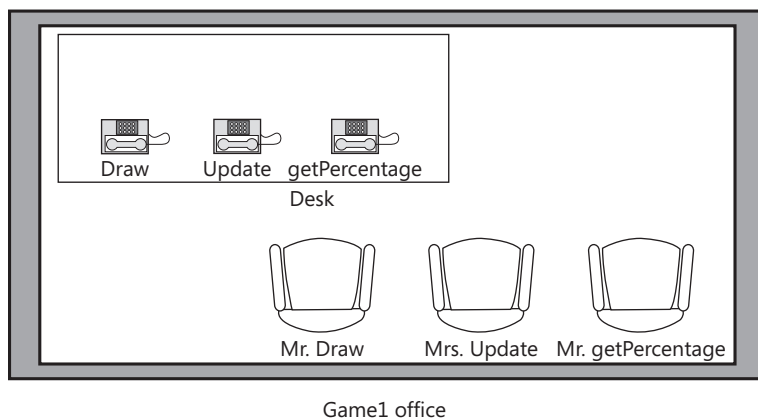 Draw Update getPercentage
Desk
Mr. Draw Mrs. Update Mr. getPercentage
Game1 office